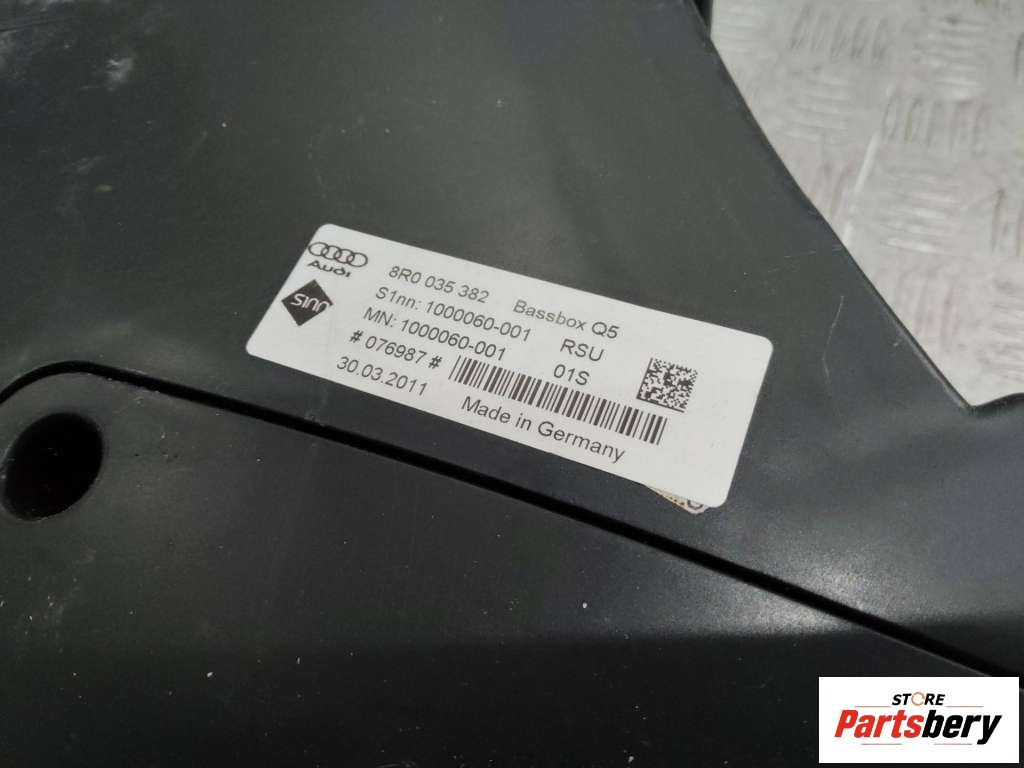 Audi
8R0 035 382 Bassbox Q5
S1nn: 1000060-001 RSU
MN: 1000060-001 01S
# 076987 #
30.03.2011
Made in Germany
S1NN
STORE
Partsbery